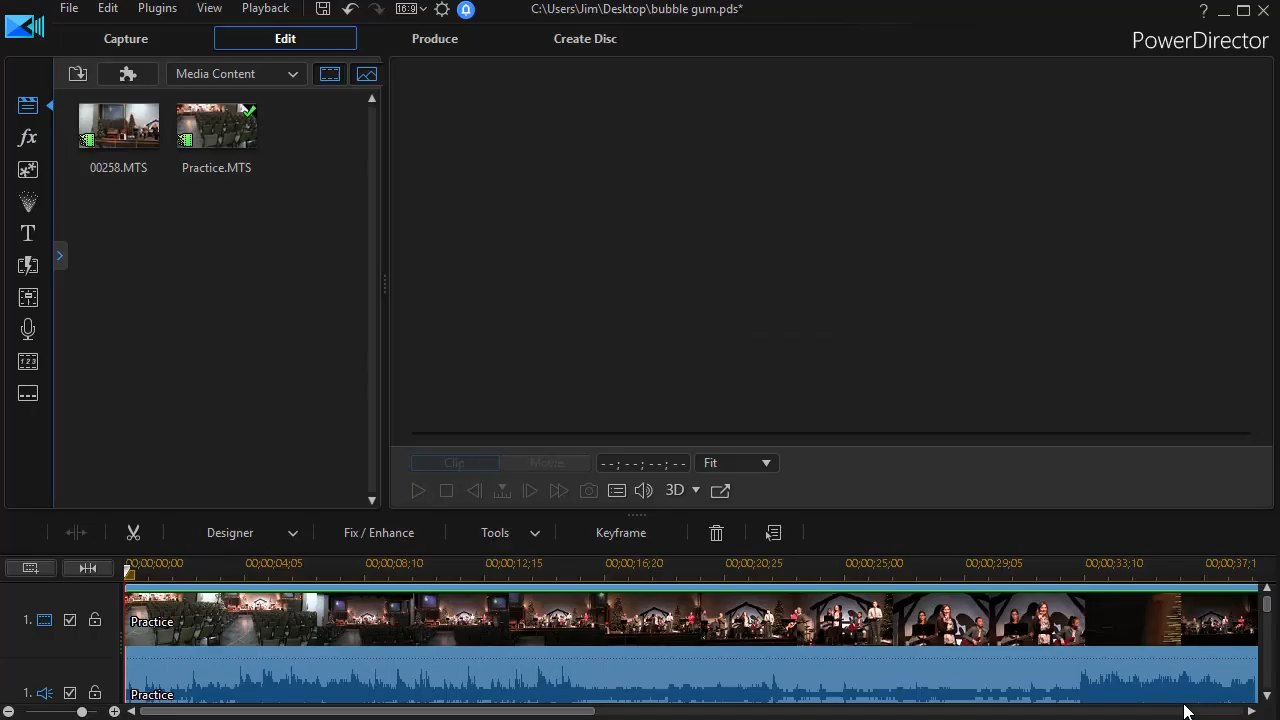 File Edit Plugins View Playback 16:9 C:\Users\Jim\Desktop\bubble gum.pds* ?
Capture Edit Produce Create Disc PowerDirector
Media Content
fx
00258.MTS Practice.MTS
T
123
Clip Movie --;--;--;-- Fit
3D
Designer Fix / Enhance Tools Keyframe
00;00;00;00 00;00;04;05 00;00;08;10 00;00;12;15 00;00;16;20 00;00;20;25 00;00;25;00 00;00;29;05 00;00;33;10 00;00;37;1
1. Practice
1. Practice